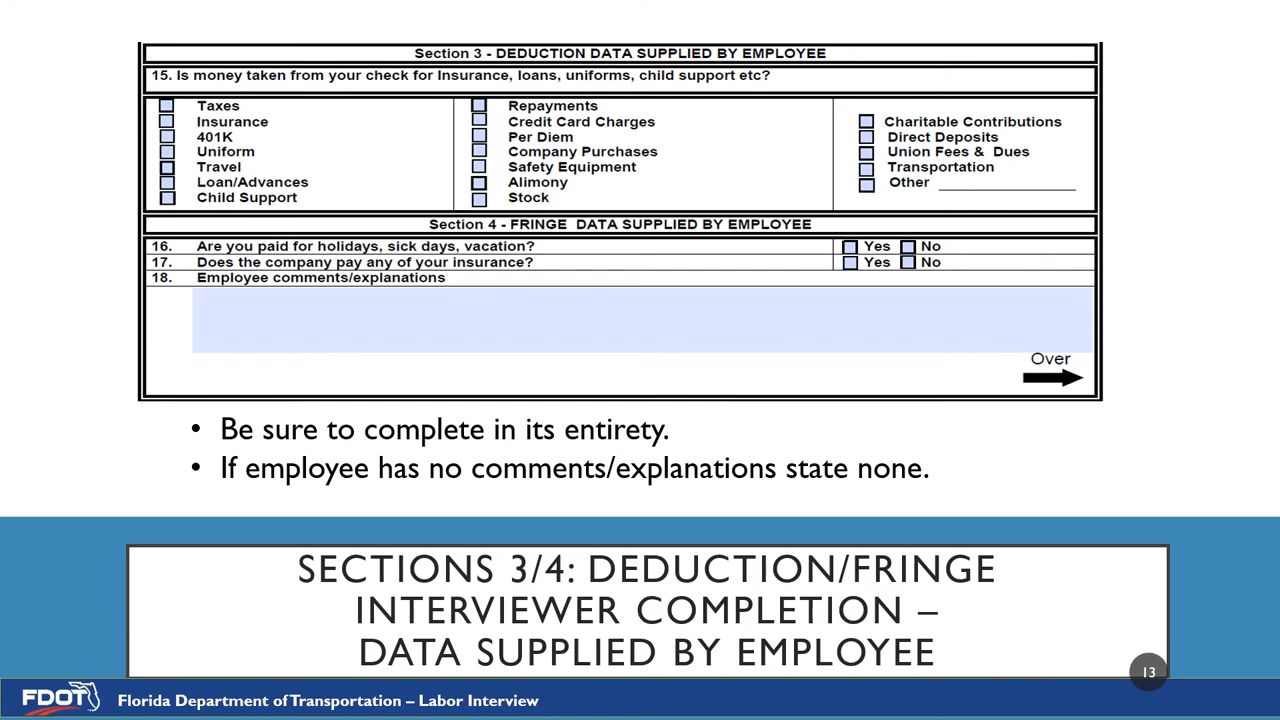 Section 3 - DEDUCTION DATA SUPPLIED BY EMPLOYEE
15. Is money taken from your check for Insurance, loans, uniforms, child support etc?
Taxes
Insurance
401K
Uniform
Travel
Loan/Advances
Child Support
Repayments
Credit Card Charges
Per Diem
Company Purchases
Safety Equipment
Alimony
Stock
Charitable Contributions
Direct Deposits
Union Fees & Dues
Transportation
Other
Section 4 - FRINGE DATA SUPPLIED BY EMPLOYEE
16. Are you paid for holidays, sick days, vacation? Yes No
17. Does the company pay any of your insurance? Yes No
18. Employee comments/explanations
Over
• Be sure to complete in its entirety.
• If employee has no comments/explanations state none.
SECTIONS 3/4: DEDUCTION/FRINGE
INTERVIEWER COMPLETION –
DATA SUPPLIED BY EMPLOYEE
13
FDOT Florida Department of Transportation – Labor Interview